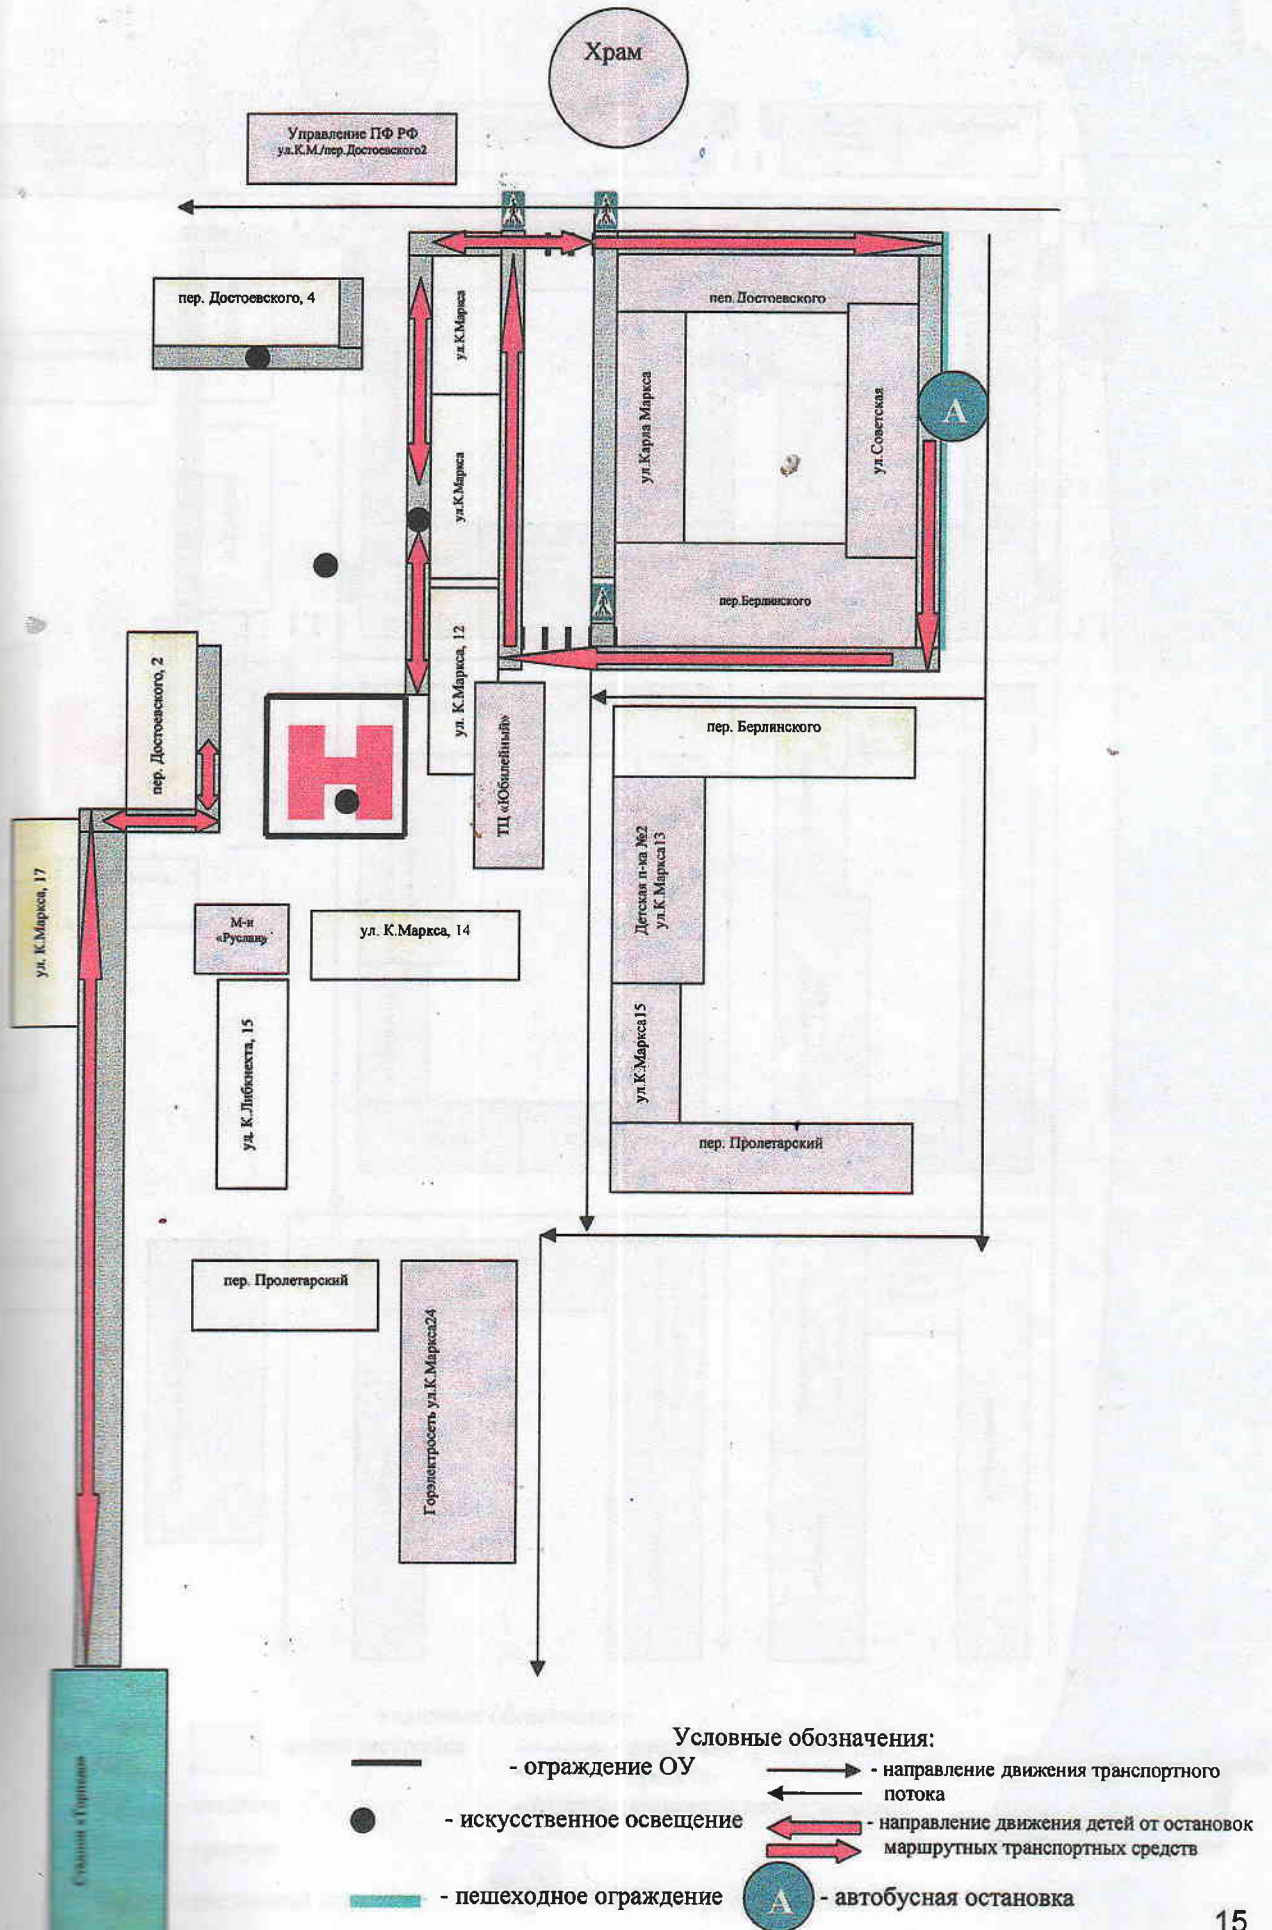 Храм
Управление ПФ РФ
ул.К.М./пер.Достоевского2
пер. Достоевского, 4
ул.К.Маркса
пер.Достоевского
ул.Карла Маркса
ул.Советская
А
ул.К.Маркса
пер.Берлинского
пер. Достоевского, 2
ул. К.Маркса, 12
ТЦ «Юбилейный»
пер. Берлинского
ул. К.Маркса, 17
Детская п-ка №2
ул.К.Маркса13
М-н
«Руслан»
ул. К.Маркса, 14
ул. К.Либкнехта, 15
ул.К.Маркса15
пер. Пролетарский
пер. Пролетарский
Горэлектросеть ул.К.Маркса24
Стадион
Условные обозначения:
- ограждение ОУ
- направление движения транспортного
потока
- искусственное освещение
- направление движения детей от остановок
маршрутных транспортных средств
- пешеходное ограждение
А
- автобусная остановка
15